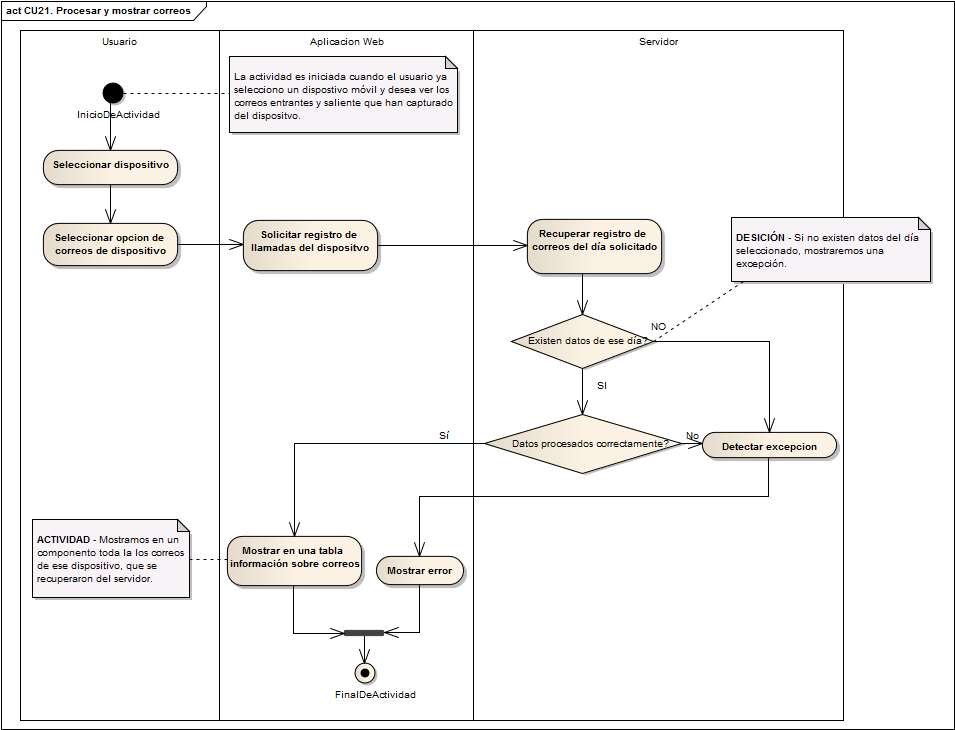 act CU21. Procesar y mostrar correos
Usuario
Aplicacion Web
Servidor
La actividad es iniciada cuando el usuario ya
selecciono un dispostivo móvil y desea ver los
correos entrantes y saliente que han capturado
del dispositvo.
InicioDeActividad
Seleccionar dispositivo
Seleccionar opcion de
correos de dispositivo
Solicitar registro de
llamadas del dispositvo
Recuperar registro de
correos del día solicitado
DESICIÓN - Si no existen datos del día
seleccionado, mostraremos una
excepción.
NO
Existen datos de ese día?
SI
Sí
Datos procesados correctamente?
No
Detectar excepcion
ACTIVIDAD - Mostramos en un
componente toda la los correos
de ese dispositivo, que se
recuperaron del servidor.
Mostrar en una tabla
información sobre correos
Mostrar error
FinalDeActividad